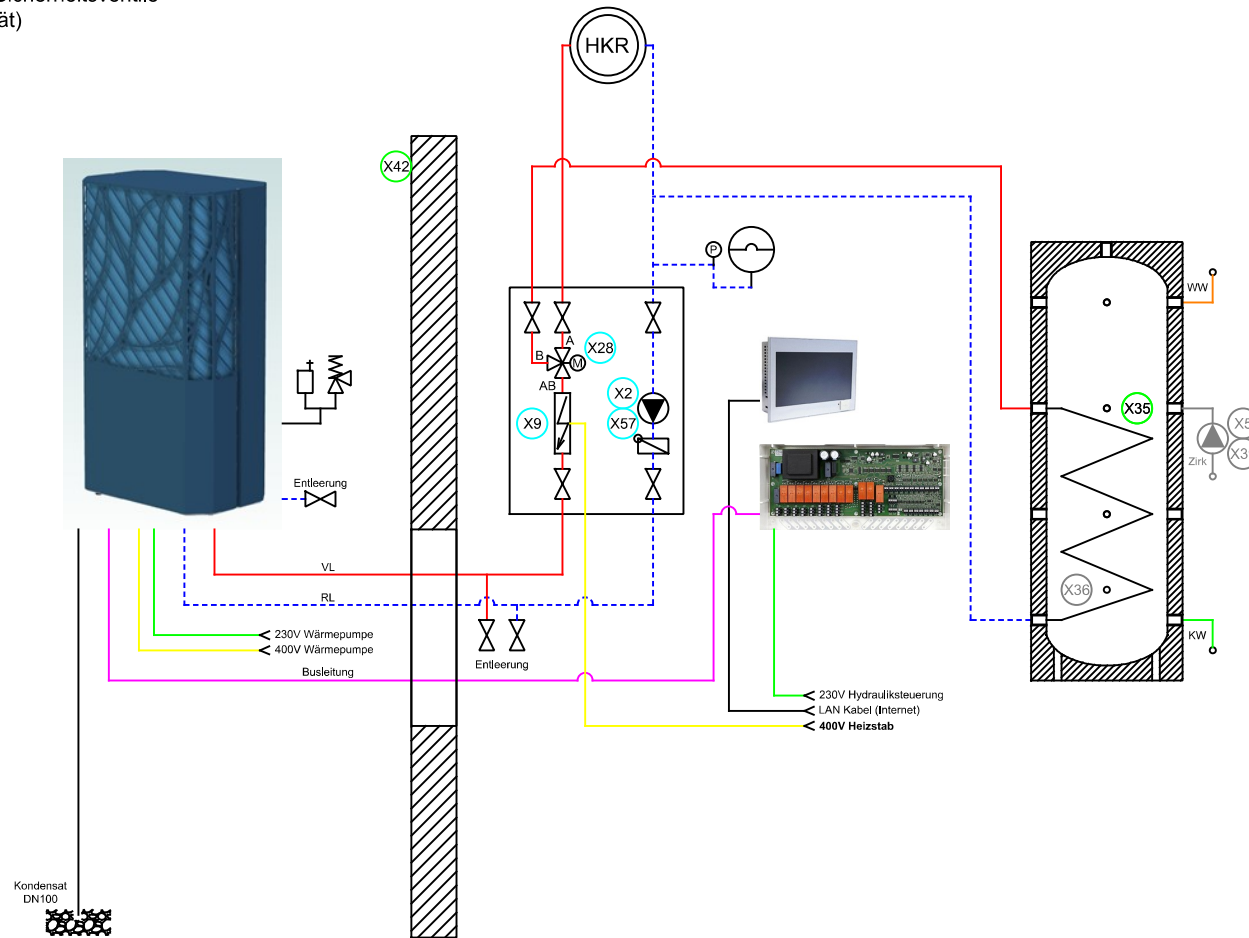 ät)
HKR
X42
P
WW
A
X28
B
M
AB
X2
X35
X9
X57
Zirk
Entleerung
VL
X36
RL
230V Wärmepumpe
400V Wärmepumpe
KW
Entleerung
Busleitung
230V Hydrauliksteuerung
LAN Kabel (Internet)
400V Heizstab
Kondensat
DN100